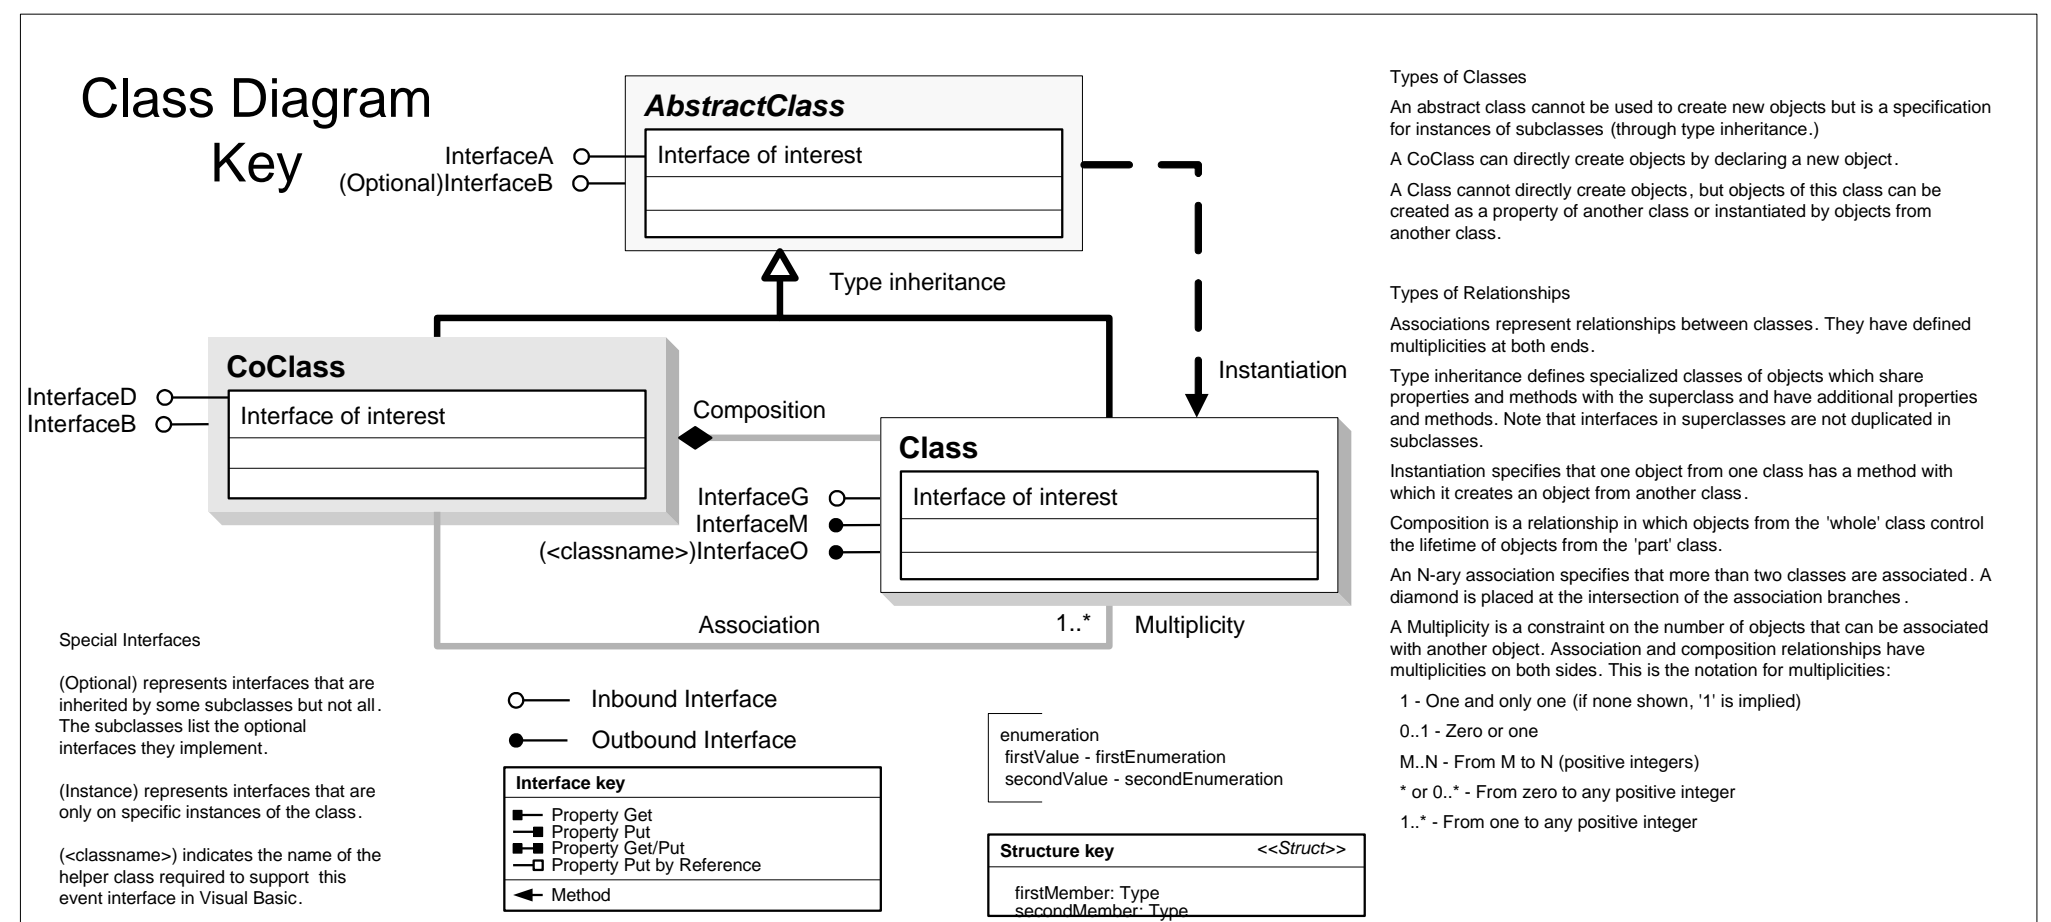 Class Diagram
Key
AbstractClass
Interface of interest
InterfaceA
(Optional)InterfaceB
Type inheritance
Instantiation
CoClass
Interface of interest
InterfaceD
InterfaceB
Composition
Class
Interface of interest
InterfaceG
InterfaceM
(<classname>)InterfaceO
Association
1..*
Multiplicity
Special Interfaces
(Optional) represents interfaces that are
inherited by some subclasses but not all.
The subclasses list the optional
interfaces they implement.
(Instance) represents interfaces that are
only on specific instances of the class.
(<classname>) indicates the name of the
helper class required to support this
event interface in Visual Basic.
Inbound Interface
Outbound Interface
Interface key
Property Get
Property Put
Property Get/Put
Property Put by Reference
Method
enumeration
firstValue - firstEnumeration
secondValue - secondEnumeration
Structure key <<Struct>>
firstMember: Type
secondMember: Type
Types of Classes
An abstract class cannot be used to create new objects but is a specification
for instances of subclasses (through type inheritance.)
A CoClass can directly create objects by declaring a new object.
A Class cannot directly create objects, but objects of this class can be
created as a property of another class or instantiated by objects from
another class.
Types of Relationships
Associations represent relationships between classes. They have defined
multiplicities at both ends.
Type inheritance defines specialized classes of objects which share
properties and methods with the superclass and have additional properties
and methods. Note that interfaces in superclasses are not duplicated in
subclasses.
Instantiation specifies that one object from one class has a method with
which it creates an object from another class.
Composition is a relationship in which objects from the 'whole' class control
the lifetime of objects from the 'part' class.
An N-ary association specifies that more than two classes are associated. A
diamond is placed at the intersection of the association branches.
A Multiplicity is a constraint on the number of objects that can be associated
with another object. Association and composition relationships have
multiplicities on both sides. This is the notation for multiplicities:
1 - One and only one (if none shown, '1' is implied)
0..1 - Zero or one
M..N - From M to N (positive integers)
* or 0..* - From zero to any positive integer
1..* - From one to any positive integer